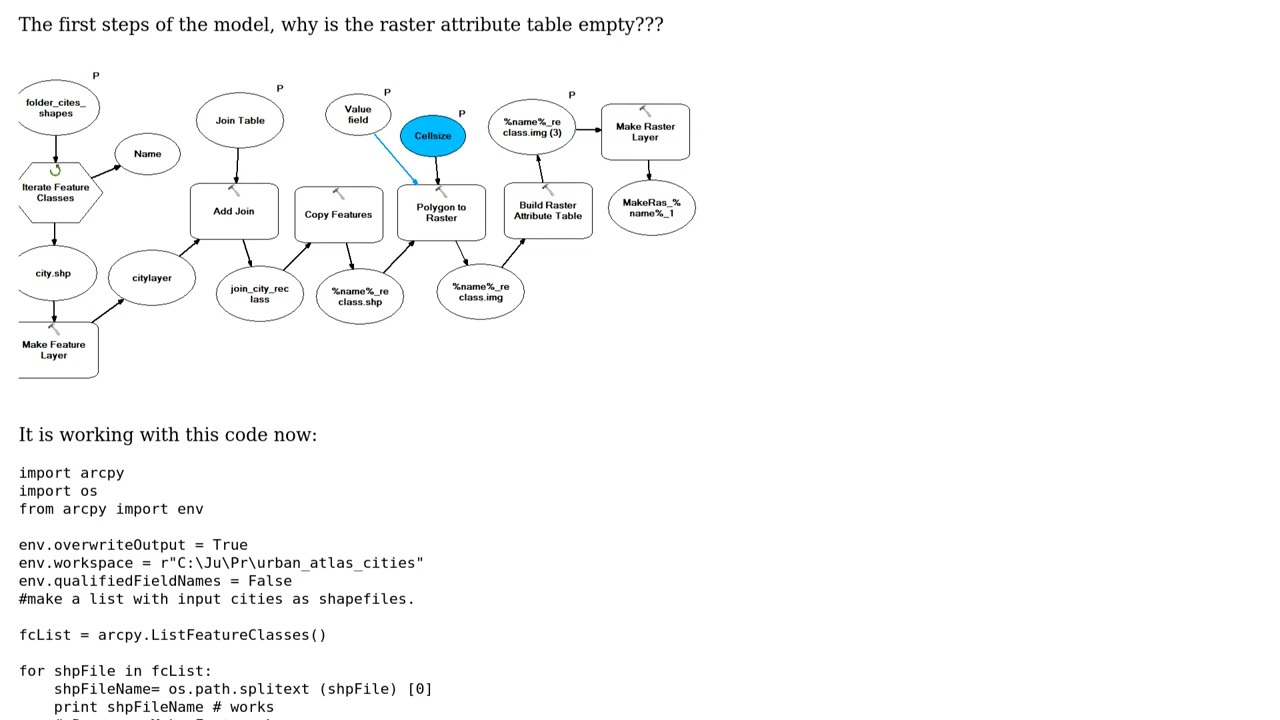 The first steps of the model, why is the raster attribute table empty???
P
folder_cites_
shapes
Name
Iterate Feature
Classes
city.shp
citylayer
Make Feature
Layer
P
Join Table
Add Join
join_city_rec
lass
Copy Features
%name%_re
class.shp
P
Value
field
P
Cellsize
Polygon to
Raster
%name%_re
class.img
Build Raster
Attribute Table
P
%name%_re
class.img (3)
Make Raster
Layer
MakeRas_%
name%_1
It is working with this code now:
import arcpy
import os
from arcpy import env
env.overwriteOutput = True
env.workspace = r"C:\Ju\Pr\urban_atlas_cities"
env.qualifiedFieldNames = False
#make a list with input cities as shapefiles.
fcList = arcpy.ListFeatureClasses()
for shpFile in fcList:
    shpFileName= os.path.splitext (shpFile) [0]
    print shpFileName # works